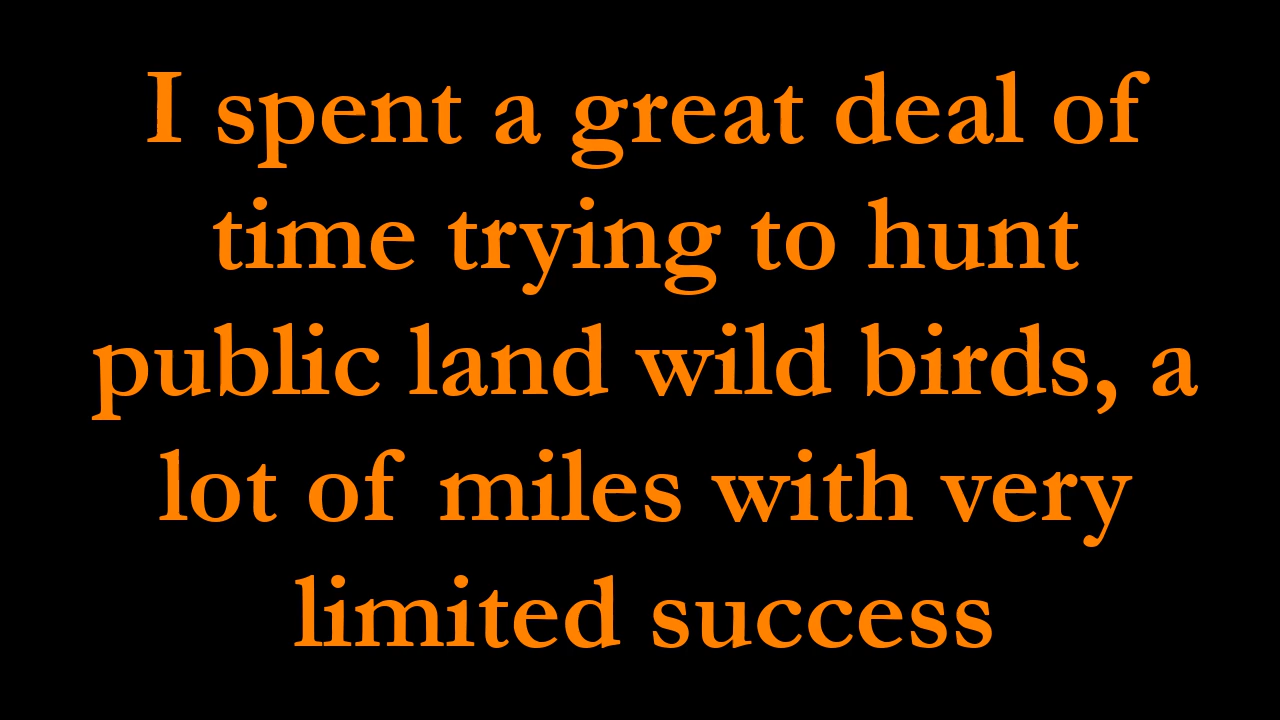 I spent a great deal of
time trying to hunt
public land wild birds, a
lot of miles with very
limited success